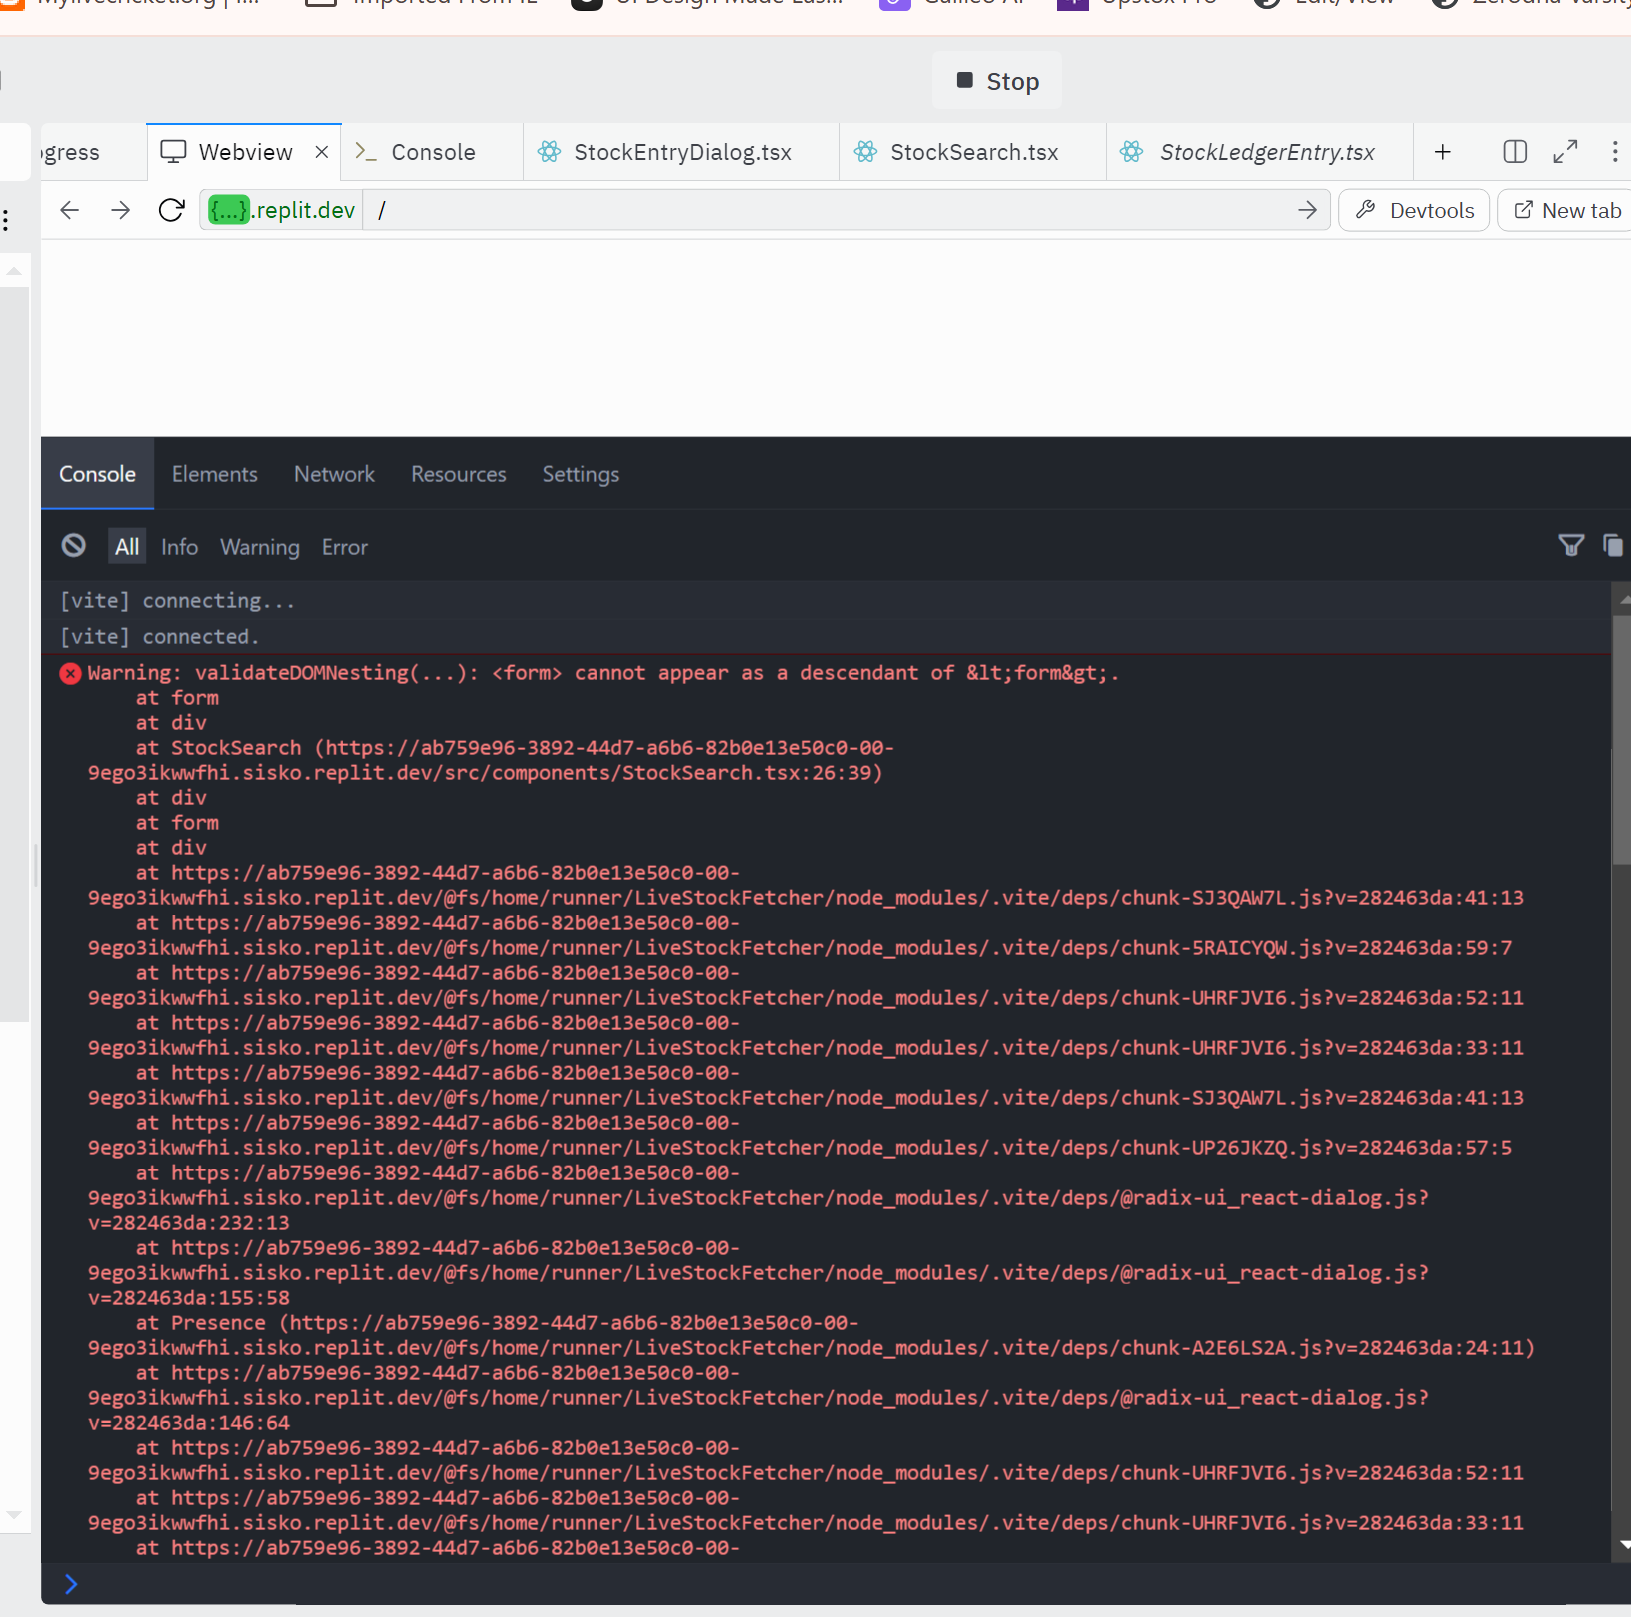 Stop
gress
Webview
Console
StockEntryDialog.tsx
StockSearch.tsx
StockLedgerEntry.tsx
{...}.replit.dev
/
Devtools
New tab
Console
Elements
Network
Resources
Settings
All
Info
Warning
Error
[vite] connecting...
[vite] connected.
Warning: validateDOMNesting(...): <form> cannot appear as a descendant of &lt;form&gt;.
at form
at div
at StockSearch (https://ab759e96-3892-44d7-a6b6-82b0e13e50c0-00-
9ego3ikwwfhi.sisko.replit.dev/src/components/StockSearch.tsx:26:39)
at div
at form
at div
at https://ab759e96-3892-44d7-a6b6-82b0e13e50c0-00-
9ego3ikwwfhi.sisko.replit.dev/@fs/home/runner/LiveStockFetcher/node_modules/.vite/deps/chunk-SJ3QAW7L.js?v=282463da:41:13
at https://ab759e96-3892-44d7-a6b6-82b0e13e50c0-00-
9ego3ikwwfhi.sisko.replit.dev/@fs/home/runner/LiveStockFetcher/node_modules/.vite/deps/chunk-5RAICYQW.js?v=282463da:59:7
at https://ab759e96-3892-44d7-a6b6-82b0e13e50c0-00-
9ego3ikwwfhi.sisko.replit.dev/@fs/home/runner/LiveStockFetcher/node_modules/.vite/deps/chunk-UHRFJVI6.js?v=282463da:52:11
at https://ab759e96-3892-44d7-a6b6-82b0e13e50c0-00-
9ego3ikwwfhi.sisko.replit.dev/@fs/home/runner/LiveStockFetcher/node_modules/.vite/deps/chunk-UHRFJVI6.js?v=282463da:33:11
at https://ab759e96-3892-44d7-a6b6-82b0e13e50c0-00-
9ego3ikwwfhi.sisko.replit.dev/@fs/home/runner/LiveStockFetcher/node_modules/.vite/deps/chunk-SJ3QAW7L.js?v=282463da:41:13
at https://ab759e96-3892-44d7-a6b6-82b0e13e50c0-00-
9ego3ikwwfhi.sisko.replit.dev/@fs/home/runner/LiveStockFetcher/node_modules/.vite/deps/chunk-UP26JKZQ.js?v=282463da:57:5
at https://ab759e96-3892-44d7-a6b6-82b0e13e50c0-00-
9ego3ikwwfhi.sisko.replit.dev/@fs/home/runner/LiveStockFetcher/node_modules/.vite/deps/@radix-ui_react-dialog.js?
v=282463da:232:13
at https://ab759e96-3892-44d7-a6b6-82b0e13e50c0-00-
9ego3ikwwfhi.sisko.replit.dev/@fs/home/runner/LiveStockFetcher/node_modules/.vite/deps/@radix-ui_react-dialog.js?
v=282463da:155:58
at Presence (https://ab759e96-3892-44d7-a6b6-82b0e13e50c0-00-
9ego3ikwwfhi.sisko.replit.dev/@fs/home/runner/LiveStockFetcher/node_modules/.vite/deps/chunk-A2E6LS2A.js?v=282463da:24:11)
at https://ab759e96-3892-44d7-a6b6-82b0e13e50c0-00-
9ego3ikwwfhi.sisko.replit.dev/@fs/home/runner/LiveStockFetcher/node_modules/.vite/deps/@radix-ui_react-dialog.js?
v=282463da:146:64
at https://ab759e96-3892-44d7-a6b6-82b0e13e50c0-00-
9ego3ikwwfhi.sisko.replit.dev/@fs/home/runner/LiveStockFetcher/node_modules/.vite/deps/chunk-UHRFJVI6.js?v=282463da:52:11
at https://ab759e96-3892-44d7-a6b6-82b0e13e50c0-00-
9ego3ikwwfhi.sisko.replit.dev/@fs/home/runner/LiveStockFetcher/node_modules/.vite/deps/chunk-UHRFJVI6.js?v=282463da:33:11
at https://ab759e96-3892-44d7-a6b6-82b0e13e50c0-00-